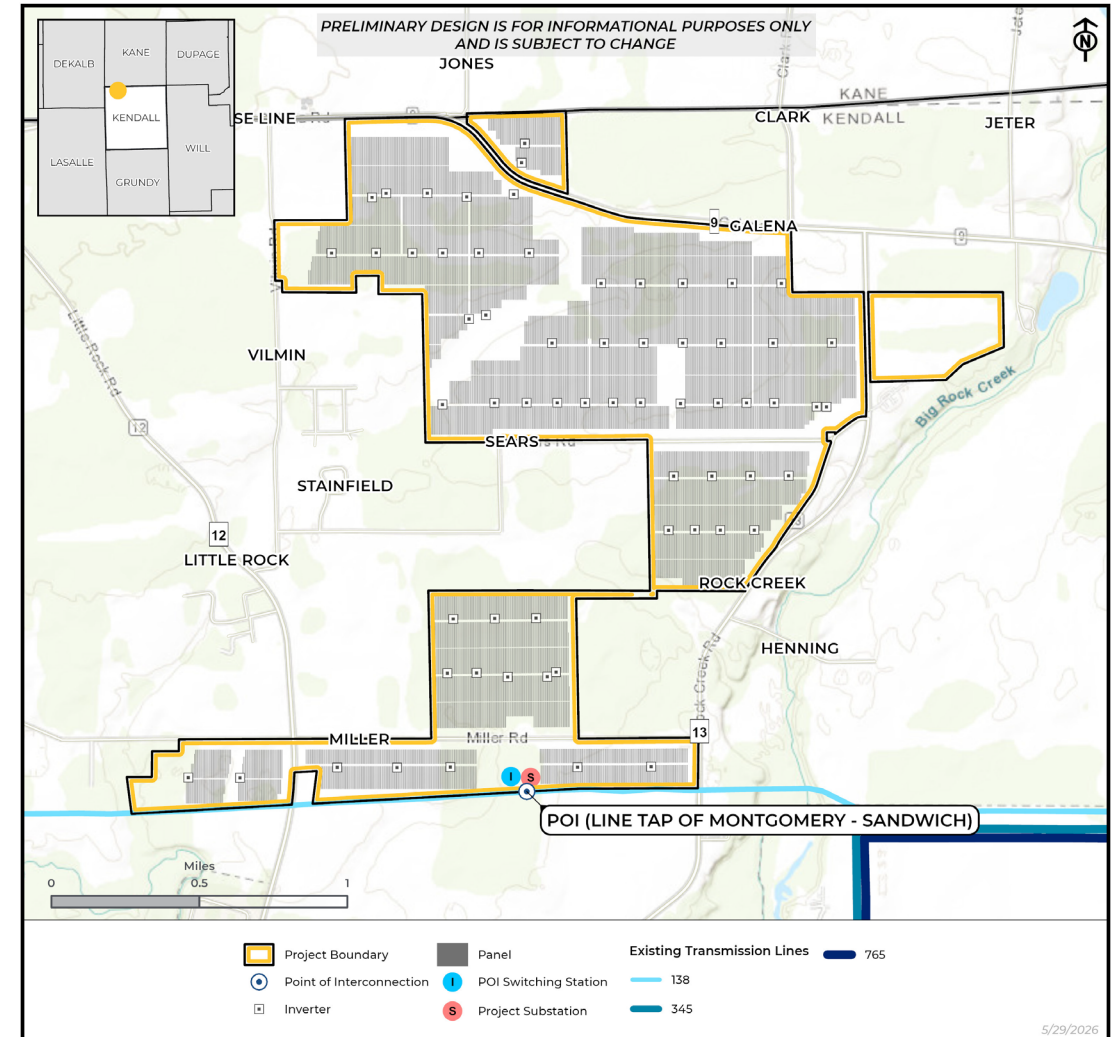 PRELIMINARY DESIGN IS FOR INFORMATIONAL PURPOSES ONLY
AND IS SUBJECT TO CHANGE
N
DEKALB
KANE
DUPAGE
KENDALL
WILL
LASALLE
GRUNDY
JONES
KANE
KENDALL
SE LINE
CLARK
JETER
9
GALENA
9
Vilmin Rd
Little Rock Rd
VILMIN
Big Rock Creek
12
SEARS
STAINFIELD
12
LITTLE ROCK
ROCK CREEK
HENNING
Rock Creek Rd
13
MILLER
Miller Rd
I
S
POI (LINE TAP OF MONTGOMERY - SANDWICH)
Miles
0
0.5
1
Project Boundary
Point of Interconnection
Inverter
Panel
I
POI Switching Station
S
Project Substation
Existing Transmission Lines
138
345
765
5/29/2026